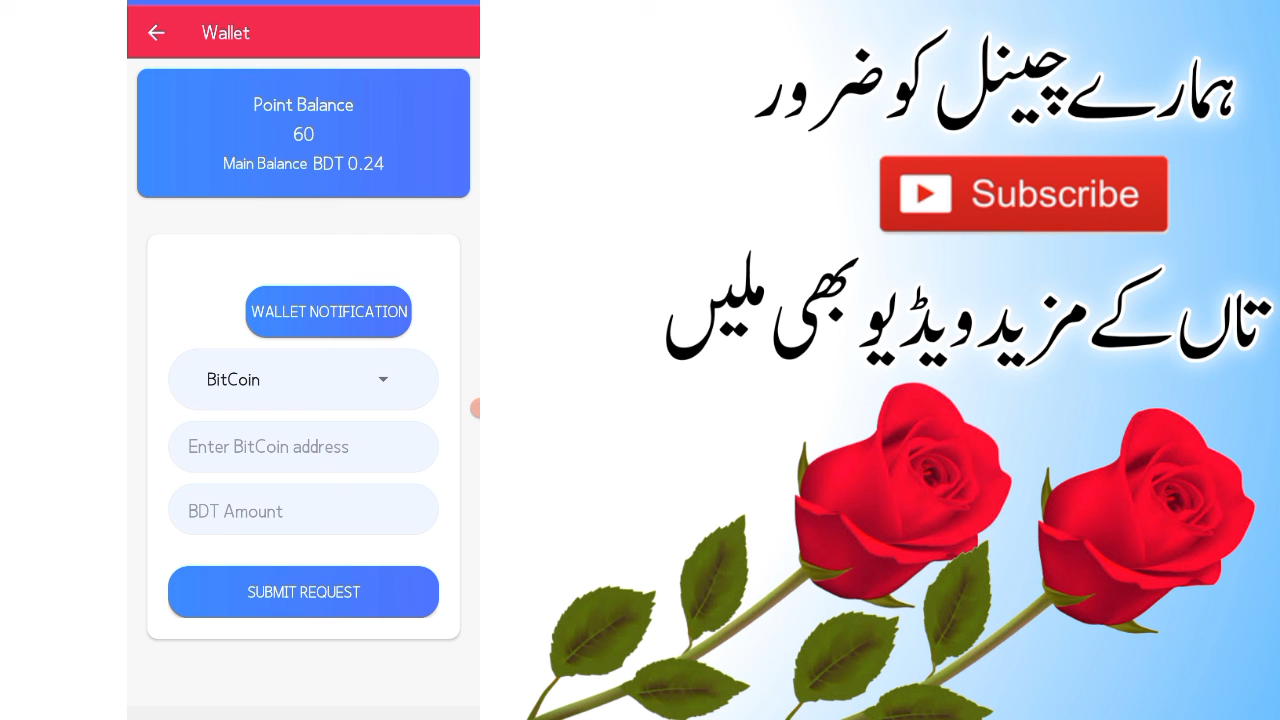 Wallet
Point Balance
60
Main Balance BDT 0.24
WALLET NOTIFICATION
BitCoin
Enter BitCoin address
BDT Amount
SUBMIT REQUEST
ہمارے چینل کو ضرور
Subscribe
تاں کے مزید ویڈیو بھی ملیں